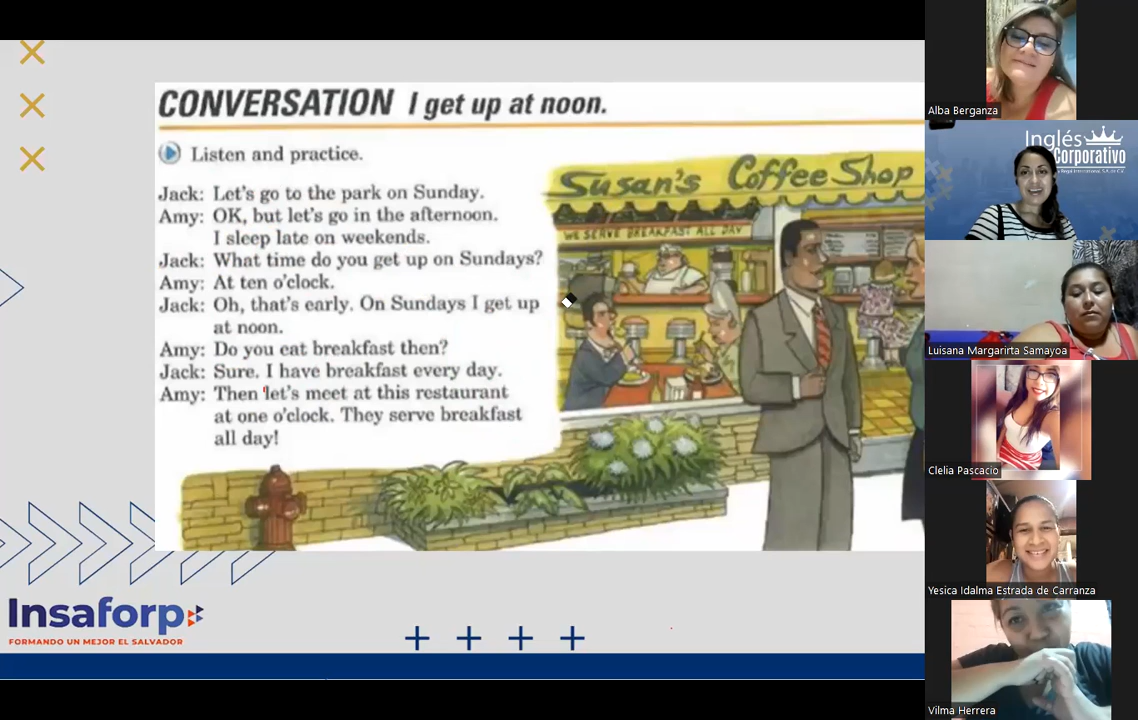 CONVERSATION I get up at noon.
Listen and practice.
Jack: Let's go to the park on Sunday.
Amy: OK, but let's go in the afternoon.
I sleep late on weekends.
Jack: What time do you get up on Sundays?
Amy: At ten o'clock.
Jack: Oh, that's early. On Sundays I get up
at noon.
Amy: Do you eat breakfast then?
Jack: Sure. I have breakfast every day.
Amy: Then let's meet at this restaurant
at one o'clock. They serve breakfast
all day!
Susan's Coffee Shop
WE SERVE BREAKFAST ALL DAY
Insaforp
FORMANDO UN MEJOR EL SALVADOR
Alba Berganza
Inglés
Corporativo
Luisana Margarirta Samayoa
Clelia Pascacio
Yesica Idalma Estrada de Carranza
Vilma Herrera